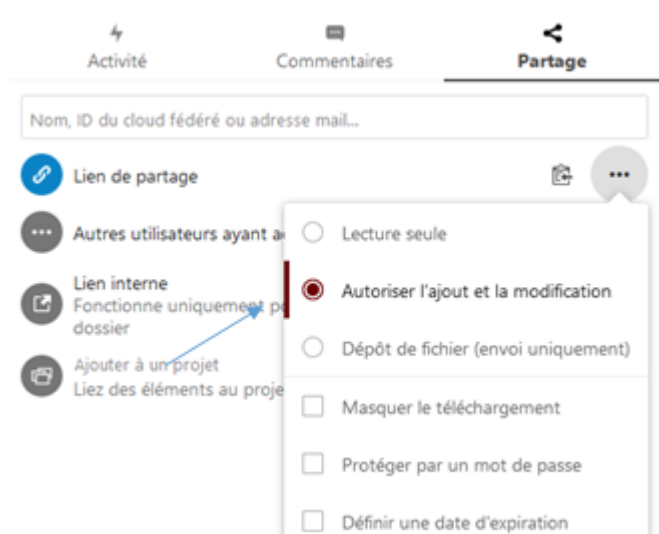 Activité
Commentaires
Partage
Nom, ID du cloud fédéré ou adresse mail...
Lien de partage
Autres utilisateurs ayant
Lien interne
Fonctionne uniquement
dossier
Ajouter à un projet
Liez des éléments au
Lecture seule
Autoriser l'ajout et la modification
Dépôt de fichier (envoi uniquement)
Masquer le téléchargement
Protéger par un mot de passe
Définir une date d'expiration